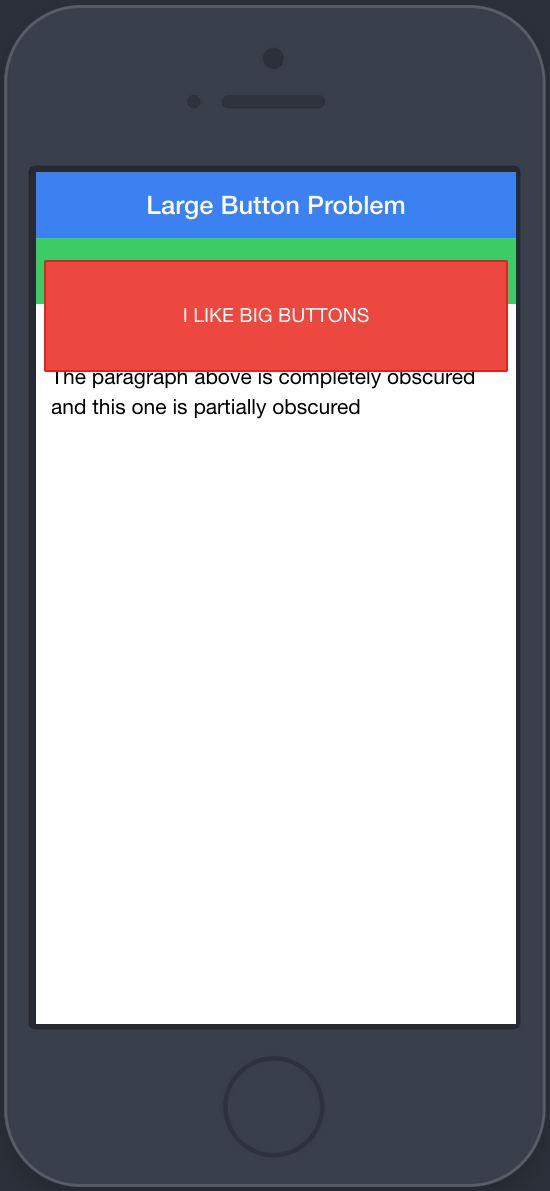 Large Button Problem
I LIKE BIG BUTTONS
The paragraph above is completely obscured
and this one is partially obscured